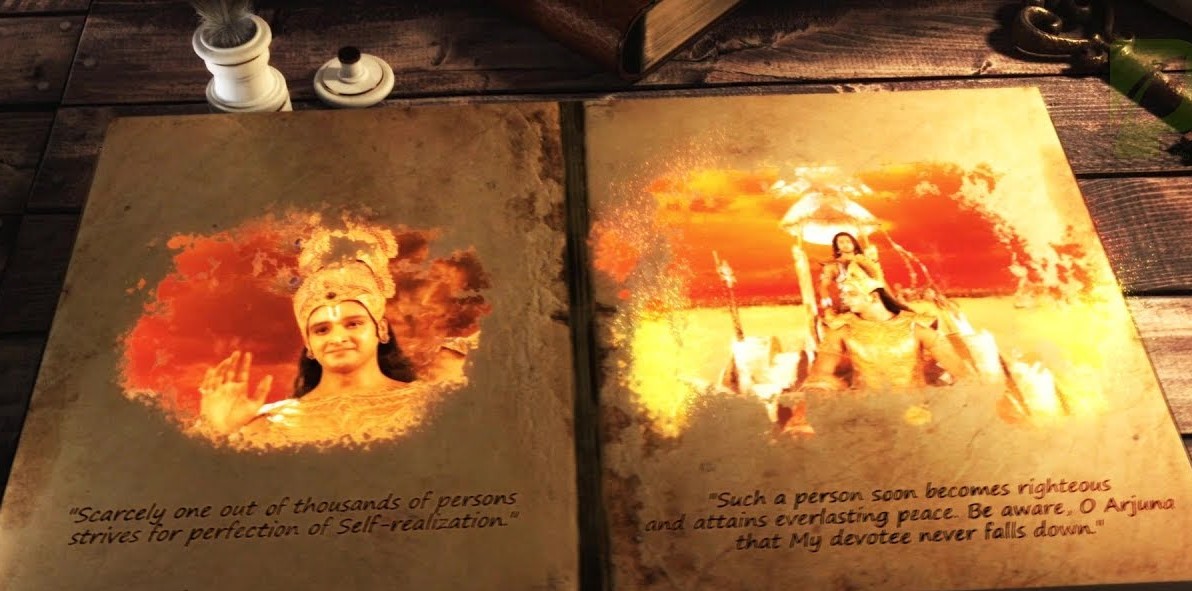 "Scarcely one out of thousands of persons
strives for perfection of Self-realization."
"Such a person soon becomes righteous
and attains everlasting peace. Be aware, O Arjuna
that My devotee never falls down."